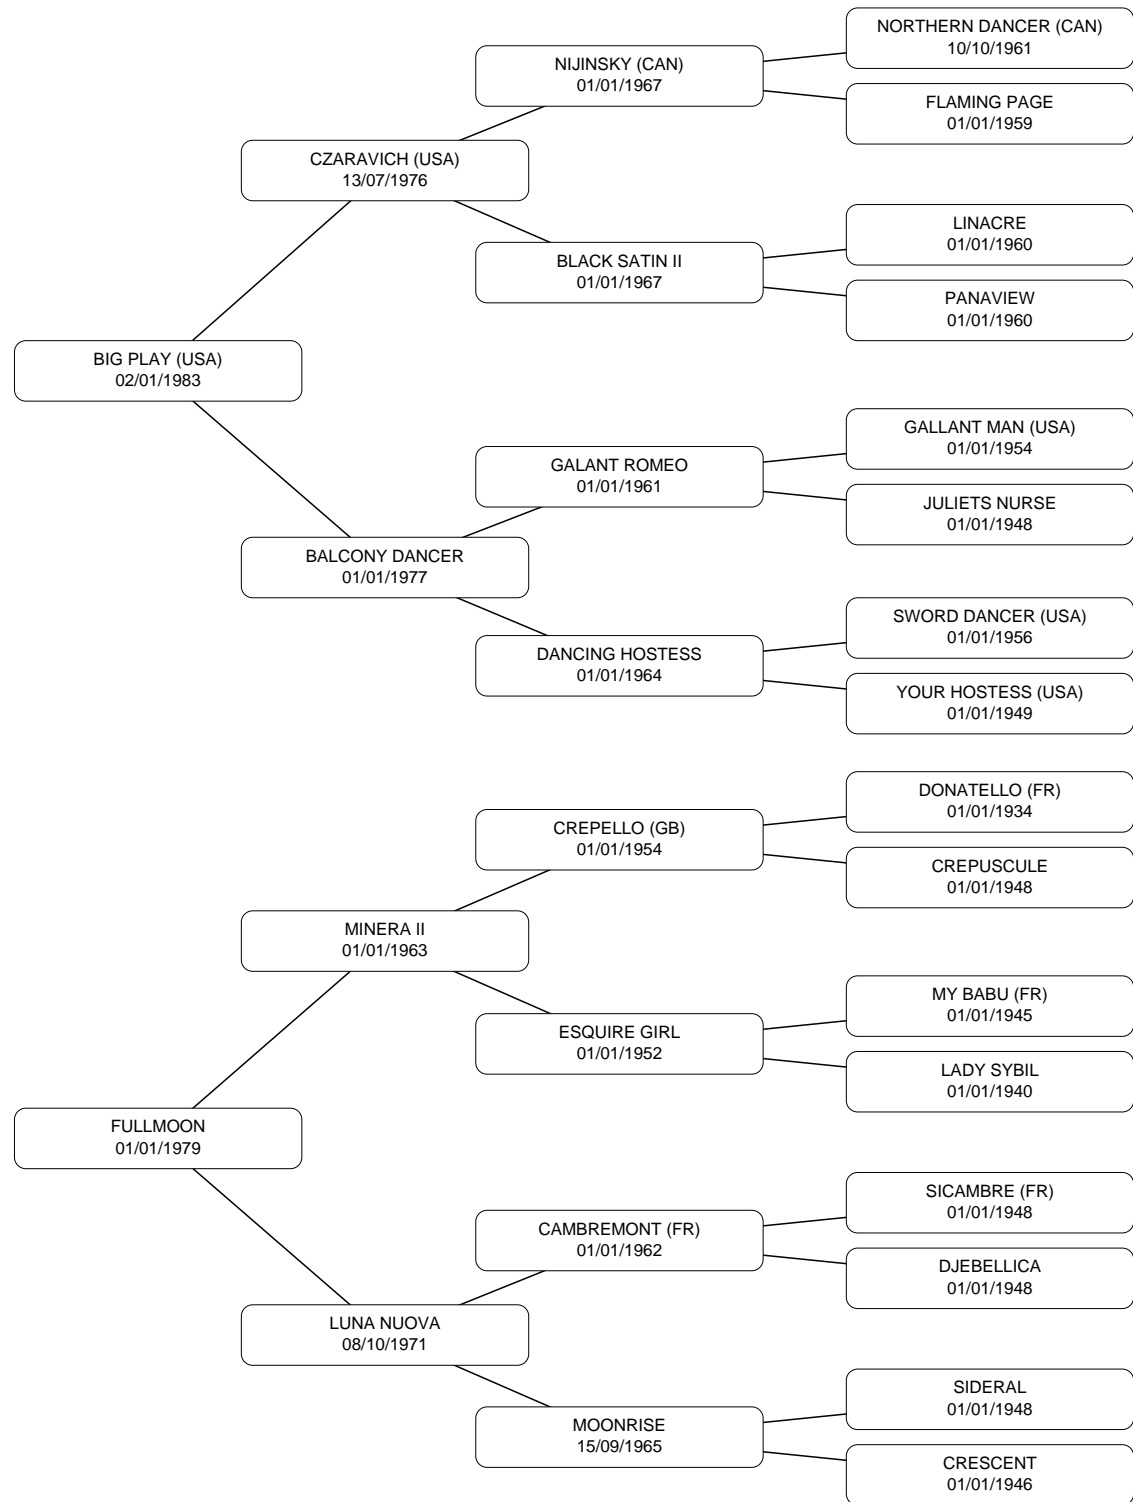 NORTHERN DANCER (CAN)
10/10/1961
NIJINSKY (CAN)
01/01/1967
FLAMING PAGE
01/01/1959
CZARAVICH (USA)
13/07/1976
LINACRE
01/01/1960
BLACK SATIN II
01/01/1967
PANAVIEW
01/01/1960
BIG PLAY (USA)
02/01/1983
GALLANT MAN (USA)
01/01/1954
GALANT ROMEO
01/01/1961
JULIETS NURSE
01/01/1948
BALCONY DANCER
01/01/1977
SWORD DANCER (USA)
01/01/1956
DANCING HOSTESS
01/01/1964
YOUR HOSTESS (USA)
01/01/1949
DONATELLO (FR)
01/01/1934
CREPELLO (GB)
01/01/1954
CREPUSCULE
01/01/1948
MINERA II
01/01/1963
MY BABU (FR)
01/01/1945
ESQUIRE GIRL
01/01/1952
LADY SYBIL
01/01/1940
FULLMOON
01/01/1979
SICAMBRE (FR)
01/01/1948
CAMBREMONT (FR)
01/01/1962
DJEBELLICA
01/01/1948
LUNA NUOVA
08/10/1971
SIDERAL
01/01/1948
MOONRISE
15/09/1965
CRESCENT
01/01/1946